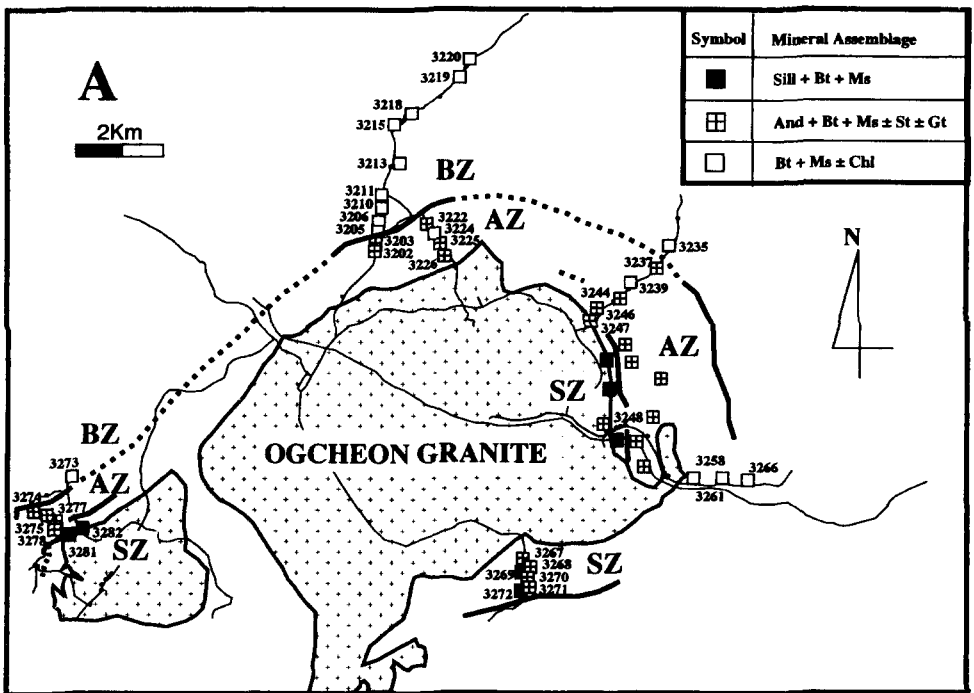 A
2Km
Symbol Mineral Assemblage
Sill + Bt + Ms
And + Bt + Ms ± St ± Gt
Bt + Ms ± Chl
3220
3219
3218
3215
3213
BZ
3211
3210
3206
3205
3203
3202
3222
3224
3225
3226
AZ
3235
3237
3239
3244
3246
3247
N
AZ
SZ
3248
OGCHEON GRANITE
3258
3266
3261
BZ
3273
AZ
3274
3277
3275
3278
3282
3281
SZ
3267
3268
3269
3270
3271
3272
SZ